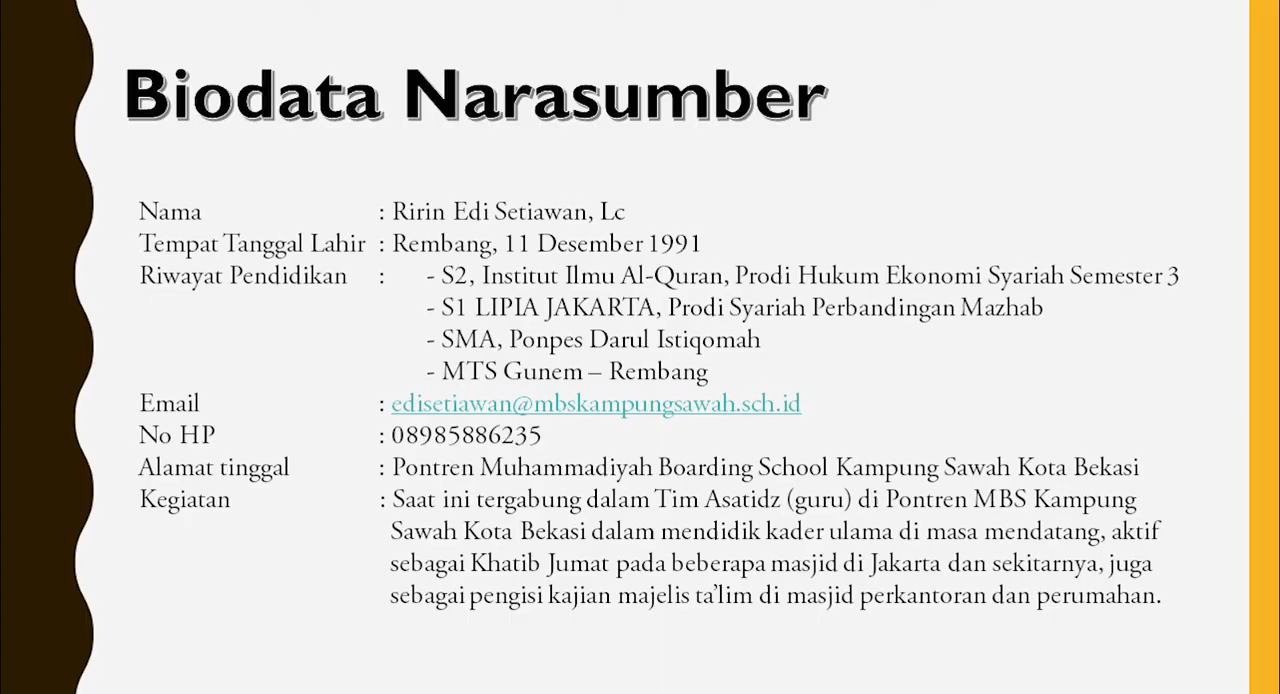 Biodata Narasumber
Nama : Ririn Edi Setiawan, Lc
Tempat Tanggal Lahir : Rembang, 11 Desember 1991
Riwayat Pendidikan : - S2, Institut Ilmu Al-Quran, Prodi Hukum Ekonomi Syariah Semester 3
- S1 LIPIA JAKARTA, Prodi Syariah Perbandingan Mazhab
- SMA, Ponpes Darul Istiqomah
- MTS Gunem – Rembang
Email : edisetiawan@mbskampungsawah.sch.id
No HP : 08985886235
Alamat tinggal : Pontren Muhammadiyah Boarding School Kampung Sawah Kota Bekasi
Kegiatan : Saat ini tergabung dalam Tim Asatidz (guru) di Pontren MBS Kampung
Sawah Kota Bekasi dalam mendidik kader ulama di masa mendatang, aktif
sebagai Khatib Jumat pada beberapa masjid di Jakarta dan sekitarnya, juga
sebagai pengisi kajian majelis ta’lim di masjid perkantoran dan perumahan.